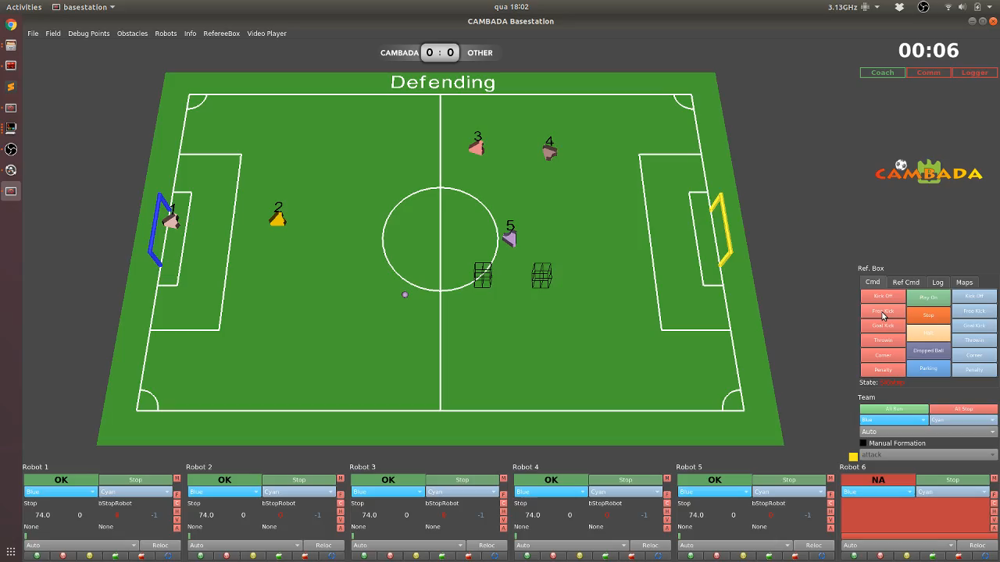 Activities basestation qua 18:02 3.13GHz
CAMBADA Basestation
File Field Debug Points Obstacles Robots Info RefereeBox Video Player
CAMBADA 0 : 0 OTHER
00:06
Coach Comm Logger
Defending
3
4
CAMBADA
1
2
5
Ref. Box
Cmd Ref Cmd Log Maps
Kick Off Play On Kick Off
Free Kick Stop Free Kick
Goal Kick Halt Goal Kick
Throwin Dropped Ball Throwin
Corner Parking Corner
Penalty Penalty
State:
Team
All Run All Stop
Blue Cyan
Auto
Manual Formation
attack
Robot 1 Robot 2 Robot 3 Robot 4 Robot 5 Robot 6
OK Stop M OK Stop M OK Stop M OK Stop M OK Stop M NA Stop M
Blue Cyan F Blue Cyan F Blue Cyan F Blue Cyan F Blue Cyan F Blue Cyan F
Stop bStopRobot C Stop bStopRobot C Stop bStopRobot C Stop bStopRobot C Stop bStopRobot C C
74.0 0 -1 H 74.0 0 0 -1 H 74.0 0 -1 H 74.0 0 0 -1 H 74.0 0 0 -1 H H
V V V V V V
None None A None None A None None A None None A None None A A
Auto Reloc Auto Reloc Auto Reloc Auto Reloc Auto Reloc Auto Reloc